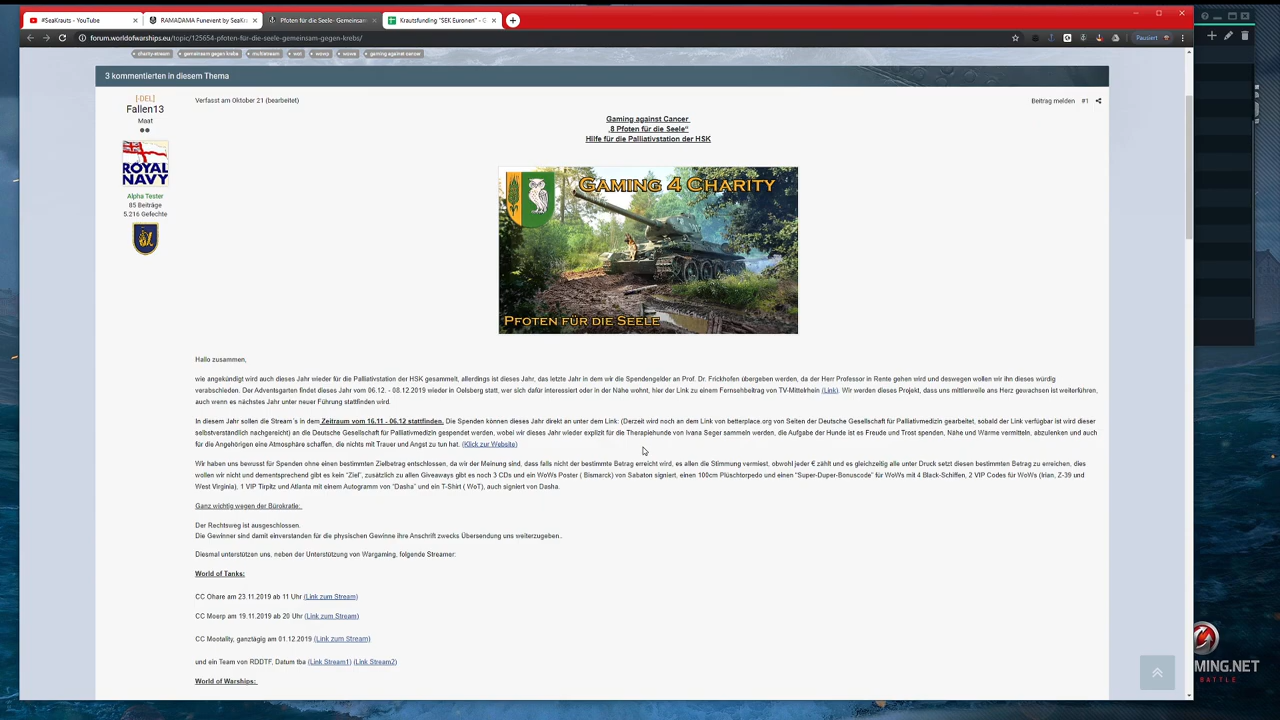 #SeaKrauts - YouTube
RAMADAMA Funevent by SeaKr
Pfoten für die Seele- Gemeinsam
Krautsfunding "SEK Euronen" - G
forum.worldofwarships.eu/topic/125654-pfoten-für-die-seele-gemeinsam-gegen-krebs/
Pausiert
charity-stream
gemeinsam gegen krebs
multistream
wot
wowp
wows
gaming against cancer
3 kommentierten in diesem Thema
[-DEL]
Fallen13
Maat
ROYAL
NAVY
Alpha Tester
85 Beiträge
5.216 Gefechte
Verfasst am Oktober 21 (bearbeitet)
Beitrag melden #1
Gaming against Cancer
„8 Pfoten für die Seele“
Hilfe für die Palliativstation der HSK
GAMING 4 CHARITY
PFOTEN FÜR DIE SEELE
Hallo zusammen,
wie angekündigt wird auch dieses Jahr wieder für die Palliativstation der HSK gesammelt, allerdings ist dieses Jahr, das letzte Jahr in dem wir die Spendengelder an Prof. Dr. Frickhofen übergeben werden, da der Herr Professor in Rente gehen wird und deswegen wollen wir ihn dieses würdig
verabschieden. Der Adventsgarten findet dieses Jahr vom 06.12. - 08.12.2019 wieder in Oelsberg statt, wer sich dafür interessiert oder in der Nähe wohnt, hier der Link zu einem Fernsehbeitrag von TV-Mittelrhein (Link). Wir werden dieses Projekt, dass uns mittlerweile ans Herz gewachsen ist weiterführen,
auch wenn es nächstes Jahr unter neuer Führung stattfinden wird.
In diesem Jahr sollen die Stream´s in dem Zeitraum vom 16.11 - 06.12 stattfinden. Die Spenden können dieses Jahr direkt an unter dem Link: (Derzeit wird noch an dem Link von betterplace.org von Seiten der Deutsche Gesellschaft für Palliativmedizin gearbeitet, sobald der Link verfügbar ist wird dieser
selbstverständlich nachgereicht) an die Deutsche Gesellschaft für Palliativmedizin gespendet werden, wobei wir dieses Jahr wieder explizit für die Therapiehunde von Ivana Seger sammeln werden, die Aufgabe der Hunde ist es Freude und Trost spenden, Nähe und Wärme vermitteln, abzulenken und auch
für die Angehörigen eine Atmosphäre schaffen, die nichts mit Trauer und Angst zu tun hat. (Klick zur Website)
Wir haben uns bewusst für Spenden ohne einen bestimmten Zielbetrag entschlossen, da wir der Meinung sind, dass falls nicht der bestimmte Betrag erreicht wird, es allen die Stimmung vermiest, obwohl jeder € zählt und es gleichzeitig alle unter Druck setzt diesen bestimmten Betrag zu erreichen, dies
wollen wir nicht und dementsprechend gibt es kein "Ziel", zusätzlich zu allen Giveaways gibt es noch 3 CDs und ein WoWs Poster ( Bismarck) von Sabaton signiert, einen 100cm Plüschtorpedo und einen "Super-Duper-Bonuscode" für WoWs mit 4 Black-Schiffen, 2 VIP Codes für WoWs (Irian, Z-39 und
West Virginia), 1 VIP Tirpitz und Atlanta mit einem Autogramm von "Dasha" und ein T-Shirt ( WoT), auch signiert von Dasha.
Ganz wichtig wegen der Bürokratie:
Der Rechtsweg ist ausgeschlossen.
Die Gewinner sind damit einverstanden für die physischen Gewinne Ihre Anschrift zwecks Übersendung uns weiterzugeben..
Diesmal unterstützen uns, neben der Unterstützung von Wargaming, folgende Streamer:
World of Tanks:
CC Ohare am 23.11.2019 ab 11 Uhr (Link zum Stream)
CC Moerp am 19.11.2019 ab 20 Uhr (Link zum Stream)
CC Mootality, ganztägig am 01.12.2019 (Link zum Stream)
und ein Team von RDDTF, Datum tba (Link Stream1) (Link Stream2)
World of Warships:
MING.NET
BATTLE